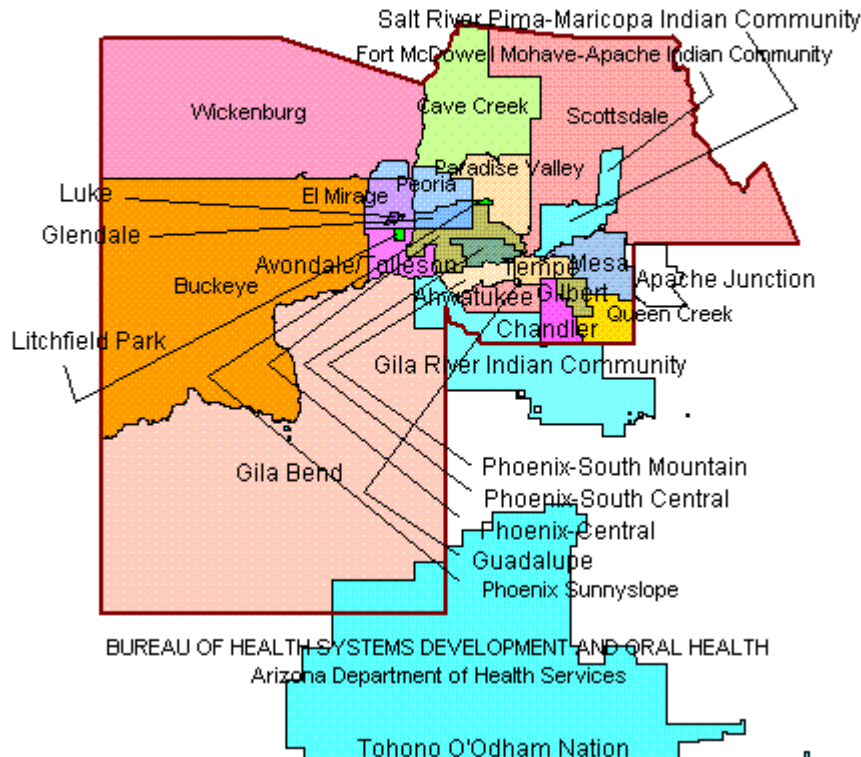 Salt River Pima-Maricopa Indian Community
Fort McDowell Mohave-Apache Indian Community
Wickenburg
Cave Creek
Scottsdale
Paradise Valley
Peoria
El Mirage
Luke
Glendale
Avondale/Tolleson
Tempe
Mesa
Apache Junction
Buckeye
Ahwatukee
Gilbert
Queen Creek
Chandler
Litchfield Park
Gila River Indian Community
Gila Bend
Phoenix-South Mountain
Phoenix-South Central
Phoenix-Central
Guadalupe
Phoenix Sunnyslope
BUREAU OF HEALTH SYSTEMS DEVELOPMENT AND ORAL HEALTH
Arizona Department of Health Services
Tohono O'Odham Nation